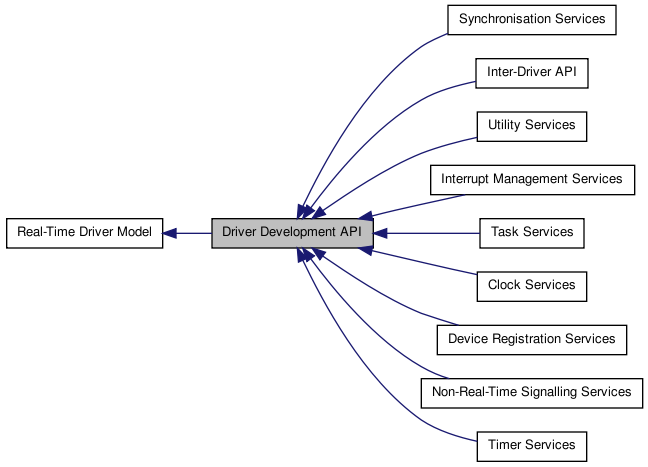 Synchronisation Services
Inter-Driver API
Utility Services
Interrupt Management Services
Real-Time Driver Model
Driver Development API
Task Services
Clock Services
Device Registration Services
Non-Real-Time Signalling Services
Timer Services